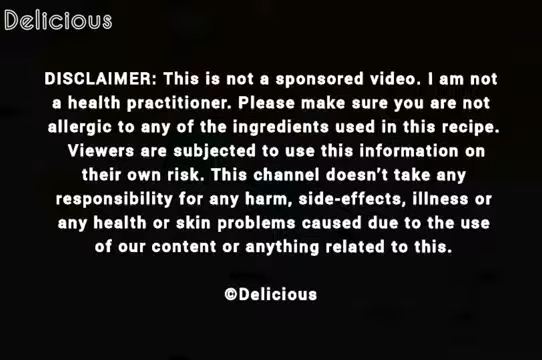 Delicious
DISCLAIMER: This is not a sponsored video. I am not
a health practitioner. Please make sure you are not
allergic to any of the ingredients used in this recipe.
Viewers are subjected to use this information on
their own risk. This channel doesn't take any
responsibility for any harm, side-effects, illness or
any health or skin problems caused due to the use
of our content or anything related to this.
©Delicious